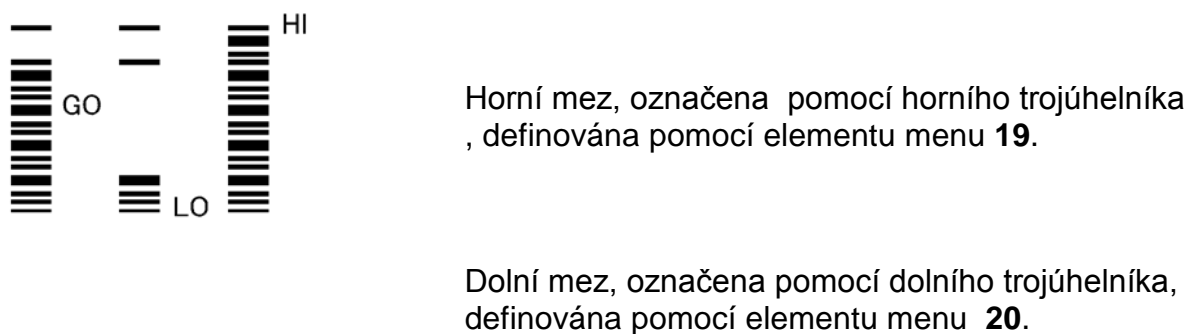 HI
GO
LO
Horní mez, označena  pomocí horního trojúhelníka
, definována pomocí elementu menu 19.
Dolní mez, označena pomocí dolního trojúhelníka,
definována pomocí elementu menu  20.